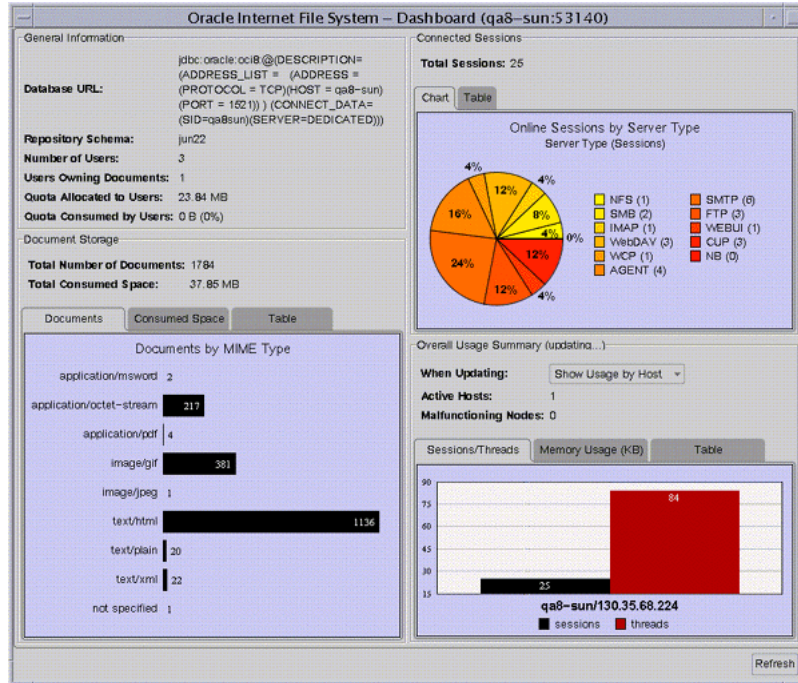 Oracle Internet File System – Dashboard (qa8-sun:53140)
General Information
Database URL:
jdbc:oracle:oci8:@(DESCRIPTION=
(ADDRESS_LIST = (ADDRESS =
(PROTOCOL = TCP)(HOST = qa8-sun)
(PORT = 1521)) ) (CONNECT_DATA=
(SID=qa8sun)(SERVER=DEDICATED)))
Repository Schema: jun22
Number of Users: 3
Users Owning Documents: 1
Quota Allocated to Users: 23.84 MB
Quota Consumed by Users: 0 B (0%)
Document Storage
Total Number of Documents: 1784
Total Consumed Space: 37.85 MB
Documents Consumed Space Table
Documents by MIME Type
application/msword 2
application/octet-stream 217
application/pdf 4
image/gif 381
image/jpeg 1
text/html 1136
text/plain 20
text/xml 22
not specified 1
Connected Sessions
Total Sessions: 25
Chart Table
Online Sessions by Server Type
Server Type (Sessions)
4%
12%
4%
16%
8%
4%
0%
24%
12%
12%
4%
NFS (1)
SMB (2)
IMAP (1)
WebDAV (3)
WCP (1)
AGENT (4)
SMTP (6)
FTP (3)
WEBUI (1)
CUP (3)
NB (0)
Overall Usage Summary (updating...)
When Updating: Show Usage by Host
Active Hosts: 1
Malfunctioning Nodes: 0
Sessions/Threads Memory Usage (KB) Table
90
75
60
45
30
15
84
25
qa8-sun/130.35.68.224
sessions threads
Refresh